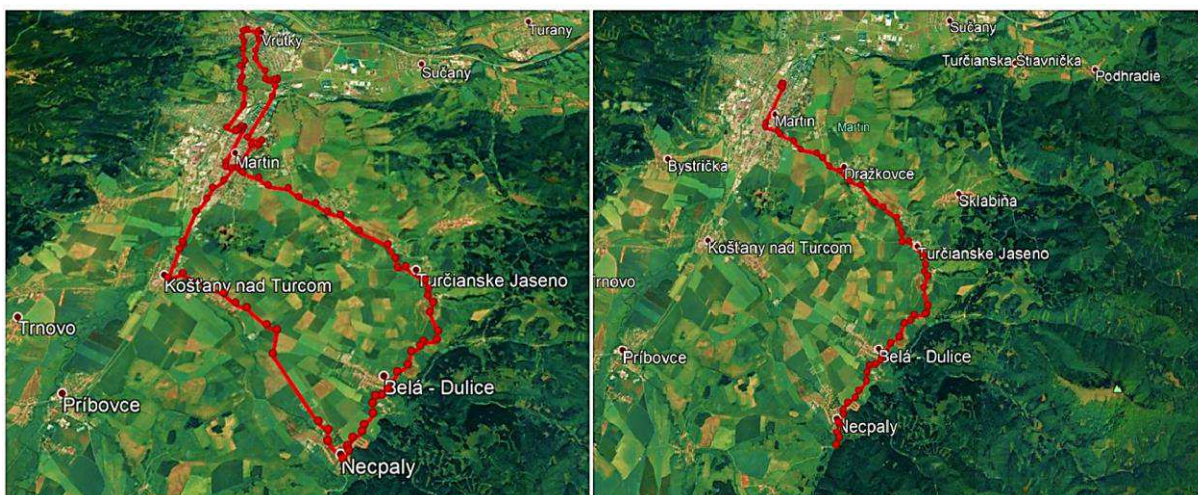 Vrútky
Turany
Sučany
Martin
Turčianske Jaseno
Košťany nad Turcom
Trnovo
Belá - Dulice
Príbovce
Necpaly
Sučany
Turčianska Štiavnička
Podhradie
Martin
Martin
Bystrička
Dražkovce
Sklabiňa
Košťany nad Turcom
Turčianske Jaseno
Trnovo
Príbovce
Belá - Dulice
Necpaly